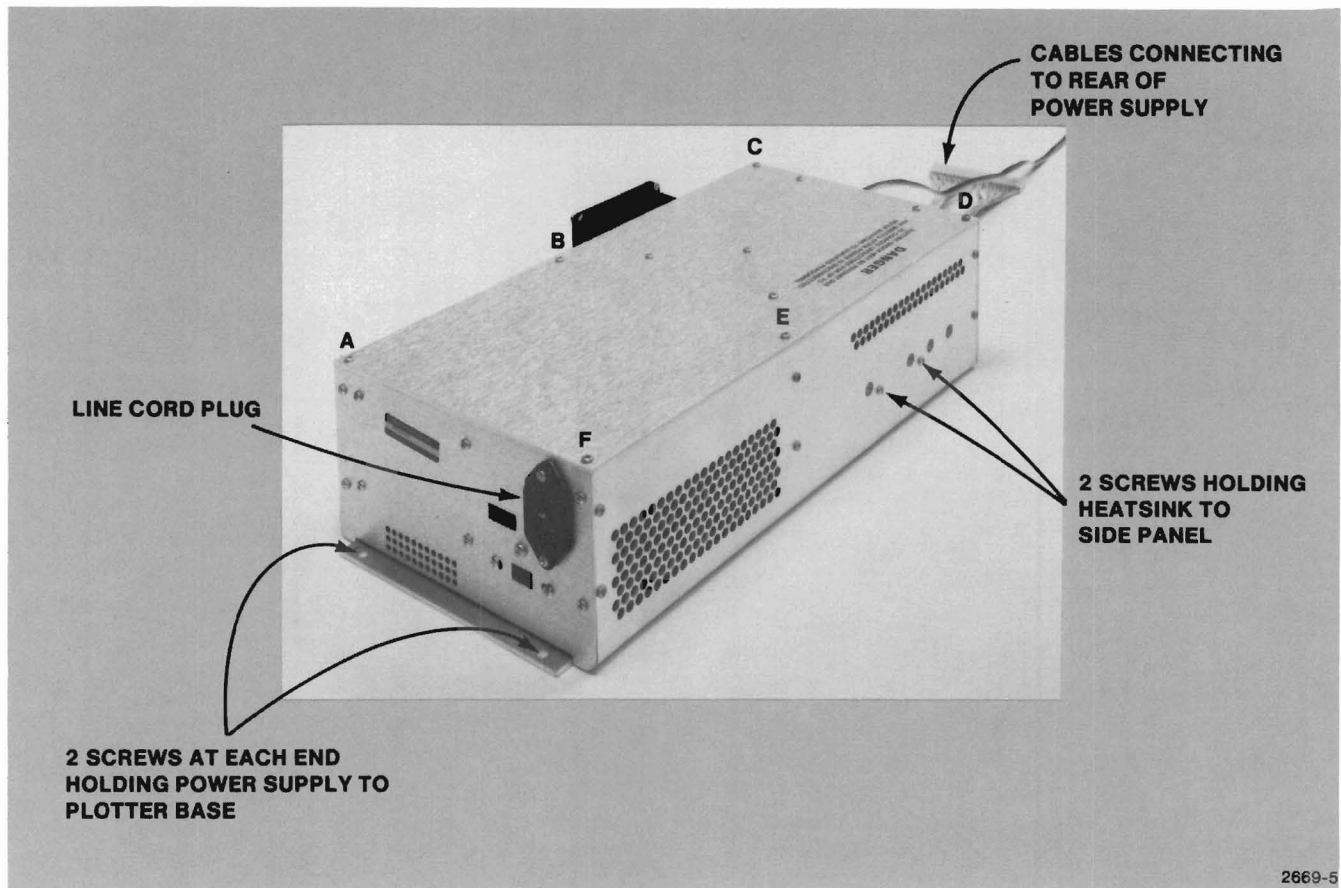 CABLES CONNECTING
TO REAR OF
POWER SUPPLY
C
D
B
DANGER
E
A
LINE CORD PLUG
F
2 SCREWS HOLDING
HEATSINK TO
SIDE PANEL
2 SCREWS AT EACH END
HOLDING POWER SUPPLY TO
PLOTTER BASE
2669-5